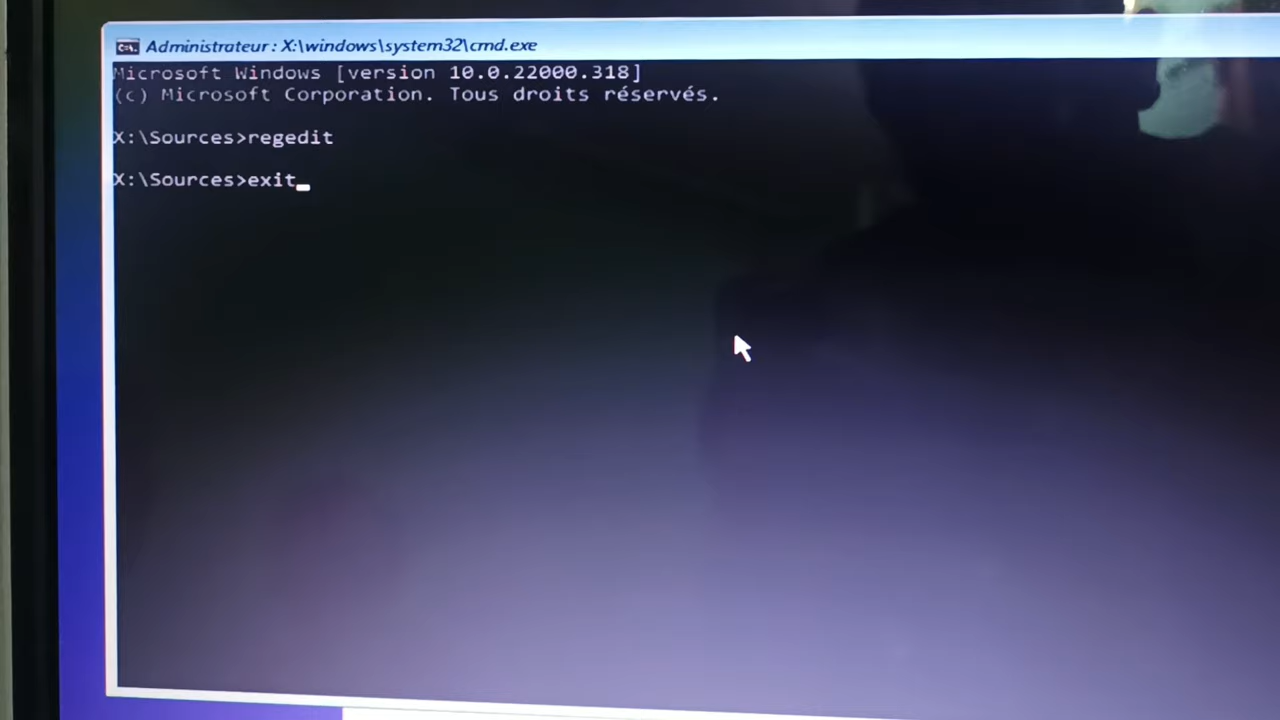 Administrateur : X:\windows\system32\cmd.exe
Microsoft Windows [version 10.0.22000.318]
(c) Microsoft Corporation. Tous droits réservés.
X:\Sources>regedit
X:\Sources>exit